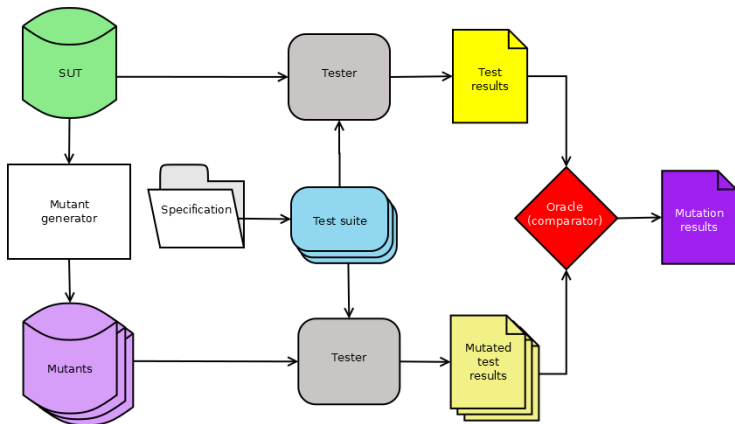 SUT
Tester
Test
results
Mutant
generator
Specification
Test suite
Oracle
(comparator)
Mutation
results
Mutants
Tester
Mutated
test
results